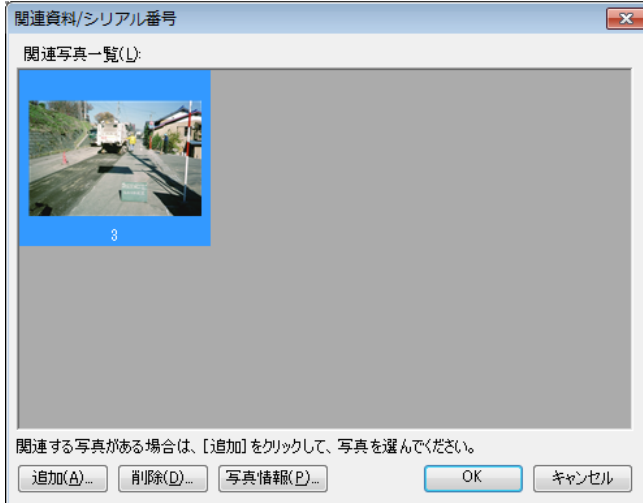 関連資料/シリアル番号
関連写真一覧(L):
3
関連する写真がある場合は、[追加]をクリックして、写真を選んでください。
追加(A)... 削除(D)... 写真情報(P)... OK キャンセル